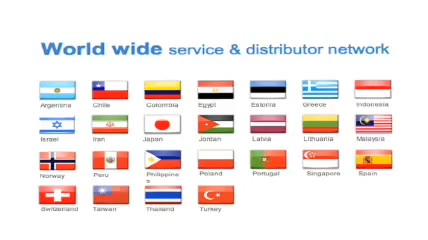 World wide service & distributor network
Argentina Chile Colombia Egypt Estonia Greece Indonesia
Israel Iran Japan Jordan Latvia Lithuania Malaysia
Norway Peru Philippine Poland Portugal Singapore Spain
s
Switzerland Taiwan Thailand Turkey